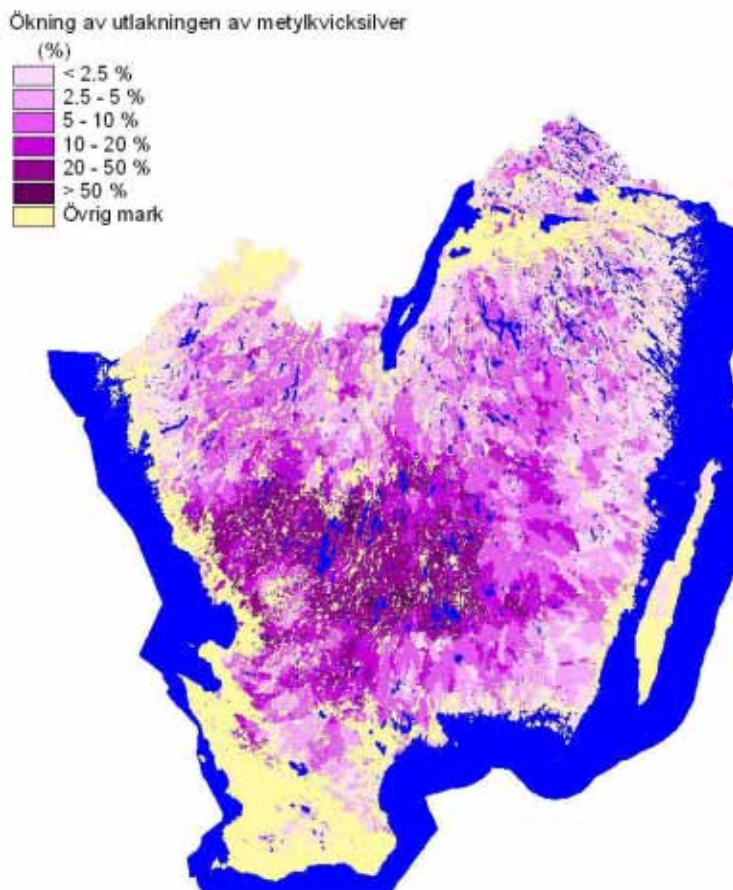 Ökning av utlakningen av metylkvicksilver
(%)
< 2.5 %
2.5 - 5 %
5 - 10 %
10 - 20 %
20 - 50 %
> 50 %
Övrig mark